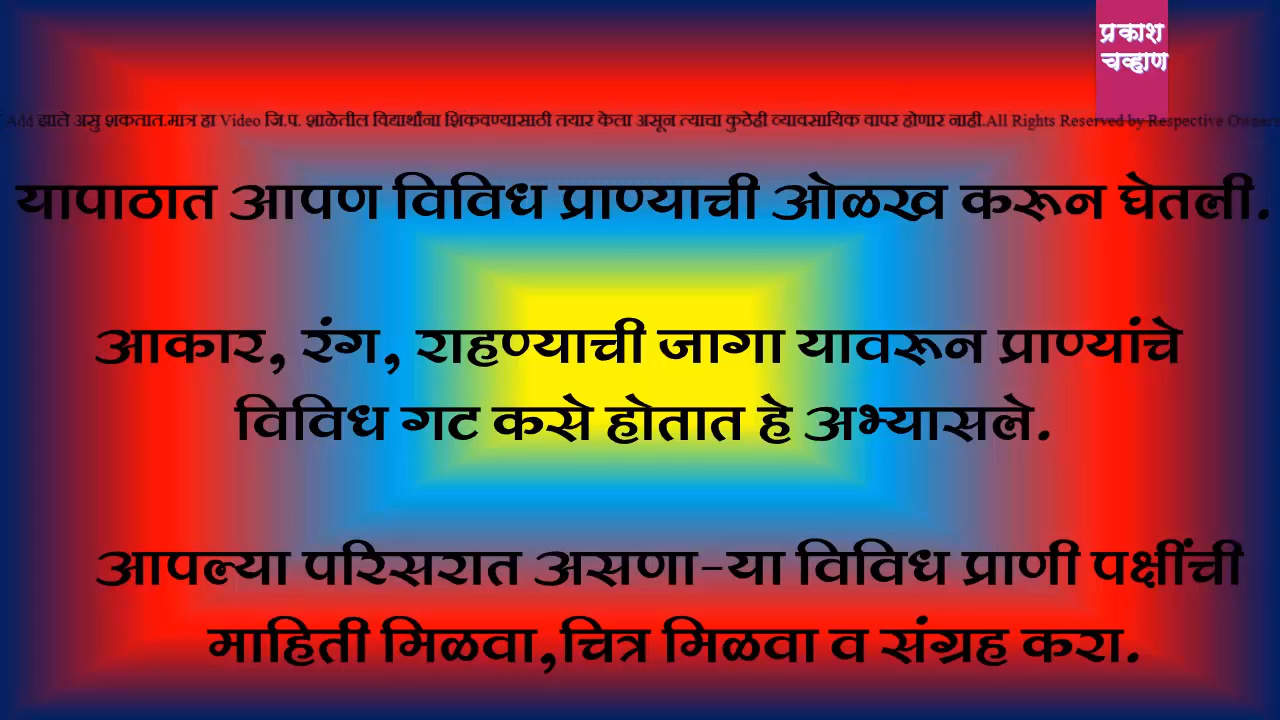 प्रकाश
चव्हाण
Add झाले असु शकतात.मात्र हा Video जि.प. शाळेतील विद्यार्थांना शिकवण्यासाठी तयार केला असून त्याचा कुठेही व्यावसायिक वापर होणार नाही.All Rights Reserved by Respective
यापाठात आपण विविध प्राण्याची ओळख करून घेतली.
आकार, रंग, राहण्याची जागा यावरून प्राण्यांचे
विविध गट कसे होतात हे अभ्यासले.
आपल्या परिसरात असणा-या विविध प्राणी पक्षींची
माहिती मिळवा,चित्र मिळवा व संग्रह करा.